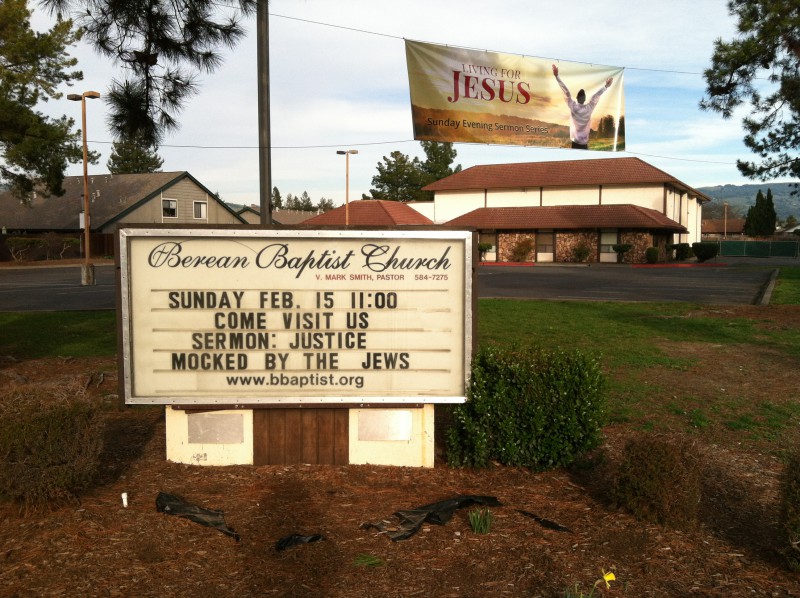 LIVING FOR
JESUS
Sunday Evening Sermon Series
Berean Baptist Church
V. MARK SMITH, PASTOR 584-7275
SUNDAY FEB. 15 11:00
COME VISIT US
SERMON: JUSTICE
MOCKED BY THE JEWS
www.bbaptist.org